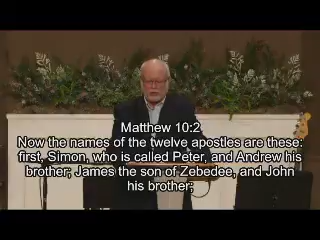 Matthew 10:2
Now the names of the twelve apostles are these:
first, Simon, who is called Peter, and Andrew his
brother; James the son of Zebedee, and John
his brother;